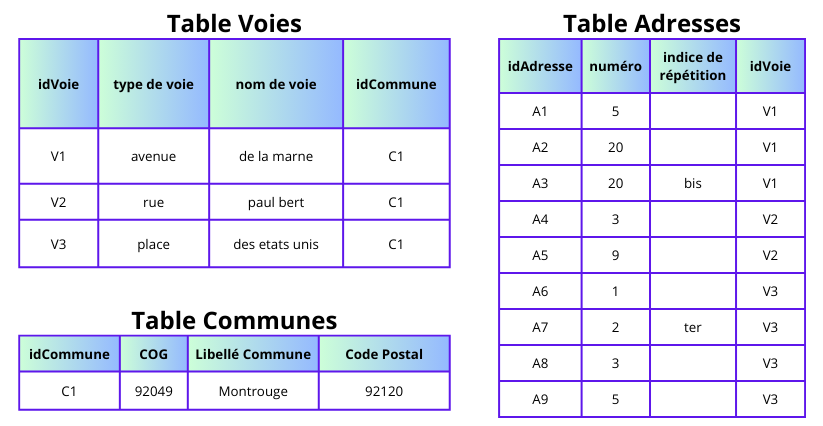 Table Voies
idVoie type de voie nom de voie idCommune
V1 avenue de la marne C1
V2 rue paul bert C1
V3 place des etats unis C1
Table Communes
idCommune COG Libellé Commune Code Postal
C1 92049 Montrouge 92120
Table Adresses
idAdresse numéro indice de répétition idVoie
A1 5 V1
A2 20 V1
A3 20 bis V1
A4 3 V2
A5 9 V2
A6 1 V3
A7 2 ter V3
A8 3 V3
A9 5 V3